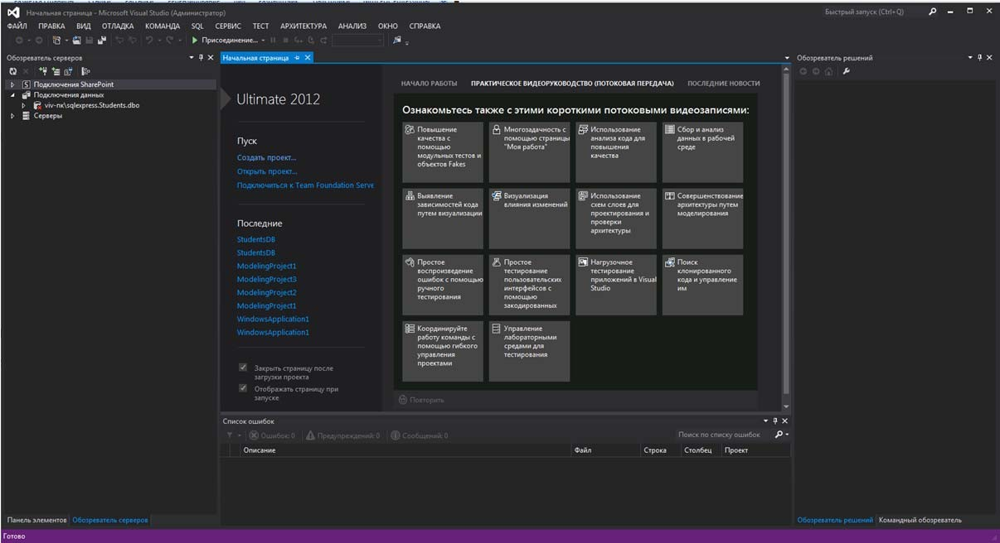 Начальная страница - Microsoft Visual Studio (Администратор)
Быстрый запуск (Ctrl+Q)
ФАЙЛ ПРАВКА ВИД ОТЛАДКА КОМАНДА SQL СЕРВИС ТЕСТ АРХИТЕКТУРА АНАЛИЗ ОКНО СПРАВКА
Присоединение...
Обозреватель серверов
Подключения SharePoint
Подключения данных
viv-nx\sqlexpress.Students.dbo
Серверы
Панель элементов
Обозреватель серверов
Начальная страница
Ultimate 2012
Пуск
Создать проект...
Открыть проект...
Подключиться к Team Foundation Serve
Последние
StudentsDB
StudentsDB
ModelingProject1
ModelingProject3
ModelingProject2
ModelingProject1
WindowsApplication1
WindowsApplication1
Закрыть страницу после
загрузки проекта
Отображать страницу при
запуске
НАЧАЛО РАБОТЫ
ПРАКТИЧЕСКОЕ ВИДЕОРУКОВОДСТВО (ПОТОКОВАЯ ПЕРЕДАЧА)
ПОСЛЕДНИЕ НОВОСТИ
Ознакомьтесь также с этими короткими потоковыми видеозаписями:
Повышение
качества с
помощью
модульных тестов и
объектов Fakes
Многозадачность с
помощью страницы
"Моя работа"
Использование
анализа кода для
повышения
качества
Сбор и анализ
данных в рабочей
среде
Выявление
зависимостей кода
путем визуализации
Визуализация
влияния изменений
Использование
схем слоев для
проектирования и
проверки
архитектуры
Совершенствование
архитектуры путем
моделирования
Простое
воспроизведение
ошибок с помощью
ручного
тестирования
Простое
тестирование
пользовательских
интерфейсов с
помощью
закодированных
Нагрузочное
тестирование
приложений в Visual
Studio
Поиск
клонированного
кода и управление
им
Координируйте
работу команды с
помощью гибкого
управления
проектами
Управление
лабораторными
средами для
тестирования
Повторить
Список ошибок
Ошибок: 0
Предупреждений: 0
Сообщений: 0
Поиск по списку ошибок
Описание Файл Строка Столбец Проект
Обозреватель решений
Обозреватель решений
Командный обозреватель
Готово